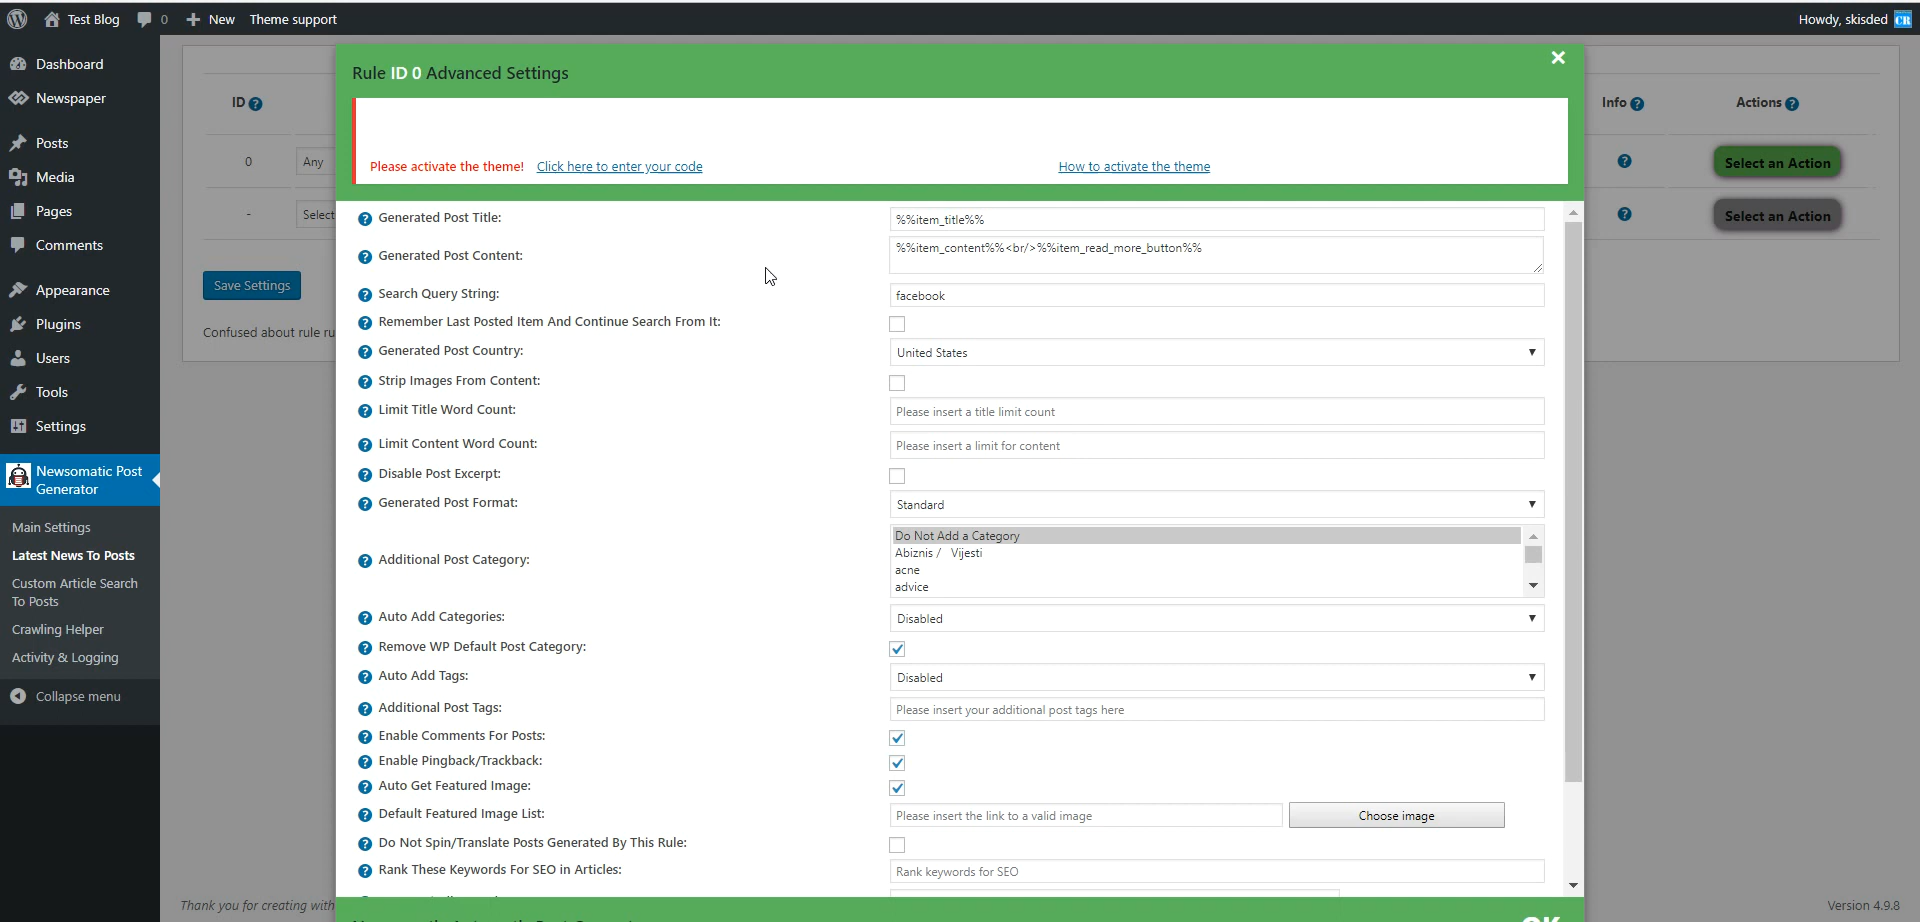 Test Blog 0 New Theme support Howdy, skisded CR
Dashboard
Newspaper
Posts
Media
Pages
Comments
Appearance
Plugins
Users
Tools
Settings
Newsomatic Post
Generator
Main Settings
Latest News To Posts
Custom Article Search
To Posts
Crawling Helper
Activity & Logging
Collapse menu
ID
0 Any
- Select
Save Settings
Confused about rule ru
Thank you for creating with
Rule ID 0 Advanced Settings
Please activate the theme! Click here to enter your code How to activate the theme
Generated Post Title: %%item_title%%
Generated Post Content: %%item_content%%<br/>%%item_read_more_button%%
Search Query String: facebook
Remember Last Posted Item And Continue Search From It:
Generated Post Country: United States
Strip Images From Content:
Limit Title Word Count: Please insert a title limit count
Limit Content Word Count: Please insert a limit for content
Disable Post Excerpt:
Generated Post Format: Standard
Additional Post Category:
Do Not Add a Category
Abiznis / Vijesti
acne
advice
Auto Add Categories: Disabled
Remove WP Default Post Category:
Auto Add Tags: Disabled
Additional Post Tags: Please insert your additional post tags here
Enable Comments For Posts:
Enable Pingback/Trackback:
Auto Get Featured Image:
Default Featured Image List: Please insert the link to a valid image Choose image
Do Not Spin/Translate Posts Generated By This Rule:
Rank These Keywords For SEO in Articles: Rank keywords for SEO
OK
Info Actions
Select an Action
Select an Action
Version 4.9.8